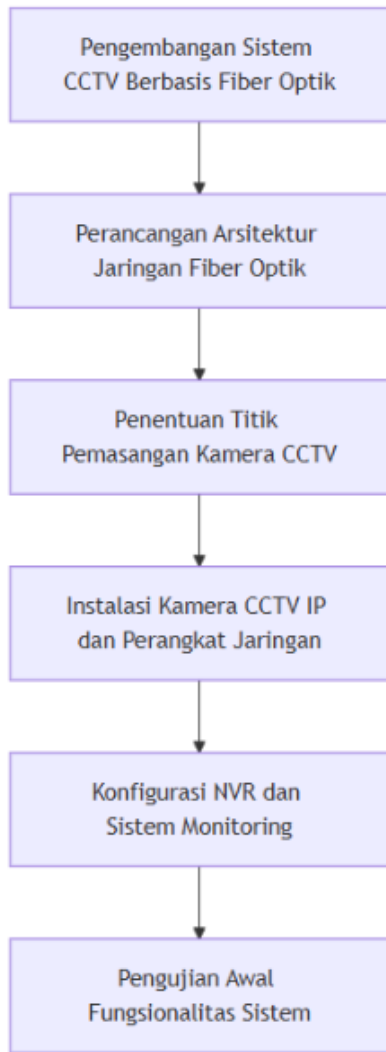 Pengembangan Sistem
CCTV Berbasis Fiber Optik
Perancangan Arsitektur
Jaringan Fiber Optik
Penentuan Titik
Pemasangan Kamera CCTV
Instalasi Kamera CCTV IP
dan Perangkat Jaringan
Konfigurasi NVR dan
Sistem Monitoring
Pengujian Awal
Fungsionalitas Sistem